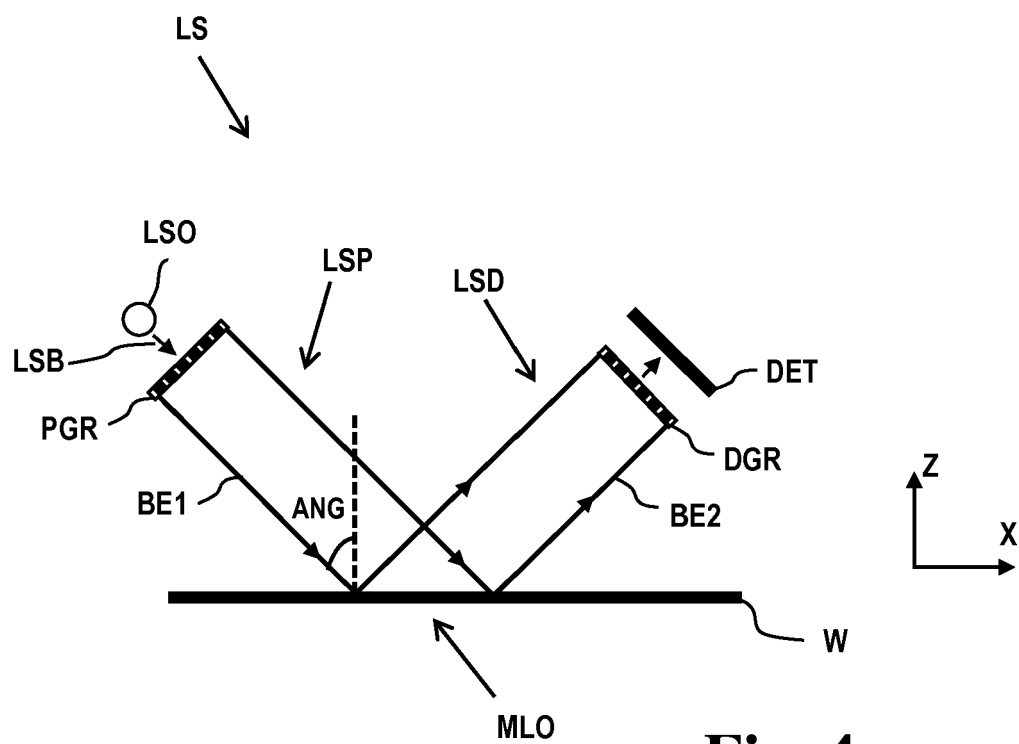 LS
LSO
LSP
LSD
LSB
DET
PGR
DGR
Z
BE1
ANG
BE2
X
W
MLO
Fig. 4